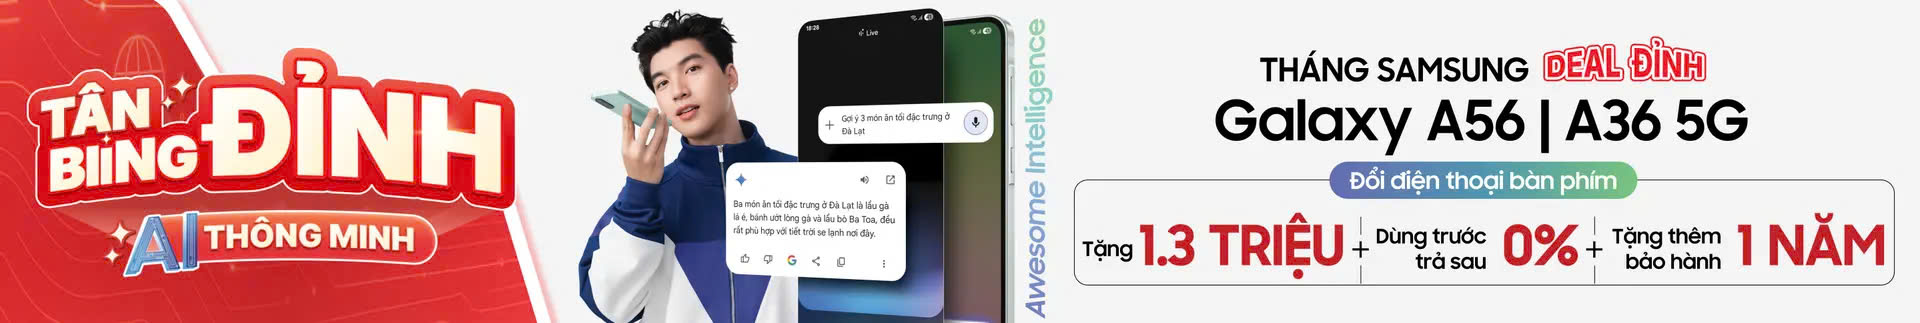 TÂN
BIiNG
ĐỈNH
AI THÔNG MINH
18:28
Live
Gợi ý 3 món ăn tối đặc trưng ở
Đà Lạt
Ba món ăn tối đặc trưng ở Đà Lạt là lẩu gà
lá é, bánh ướt lòng gà và lẩu bò Ba Toa, đều
rất phù hợp với tiết trời se lạnh nơi đây.
Awesome Intelligence
THÁNG SAMSUNG DEAL ĐỈNH
Galaxy A56 | A36 5G
Đổi điện thoại bàn phím
Tặng 1.3 TRIỆU + Dùng trước
trả sau 0% + Tặng thêm
bảo hành 1 NĂM